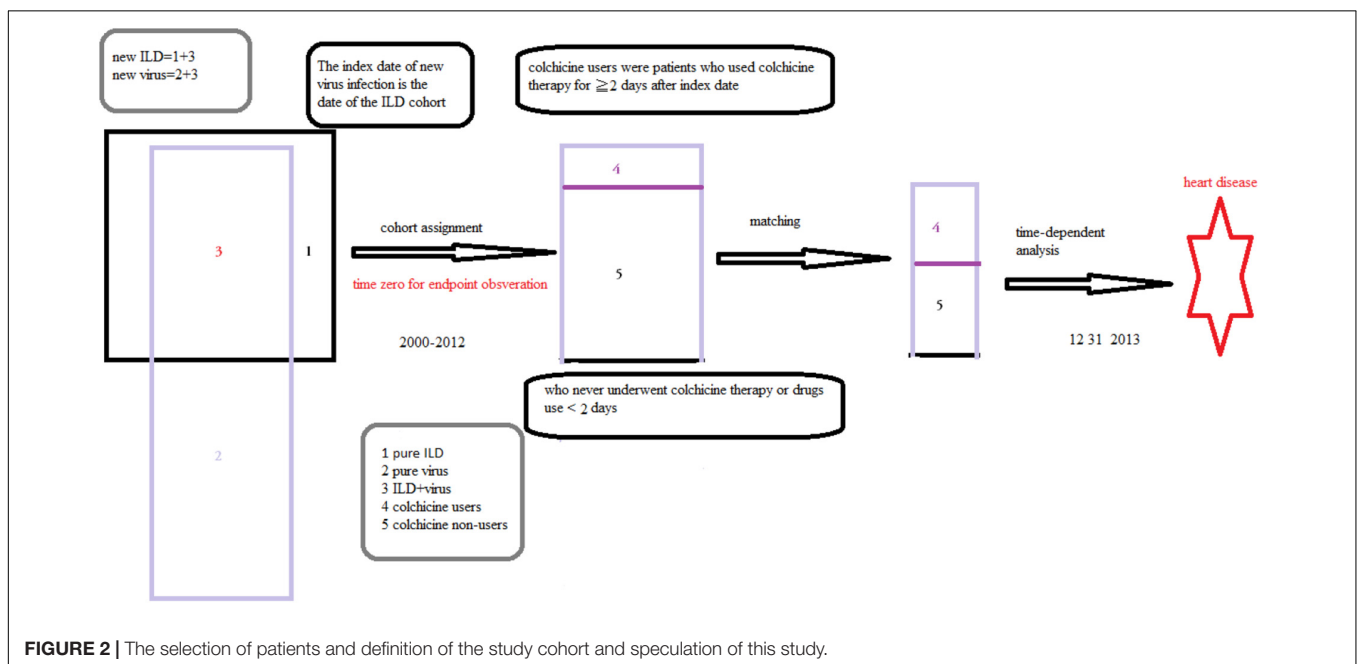 new ILD=1+3
new virus=2+3
The index date of new
virus infection is the
date of the ILD cohort
colchicine users were patients who used colchicine
therapy for ≧2 days after index date
3
1
2
cohort assignment
time zero for endpoint obsveration
2000-2012
4
5
matching
4
5
time-dependent
analysis
12 31 2013
heart disease
who never underwent colchicine therapy or drugs
use < 2 days
1 pure ILD
2 pure virus
3 ILD+virus
4 colchicine users
5 colchicine non-users
FIGURE 2 | The selection of patients and definition of the study cohort and speculation of this study.